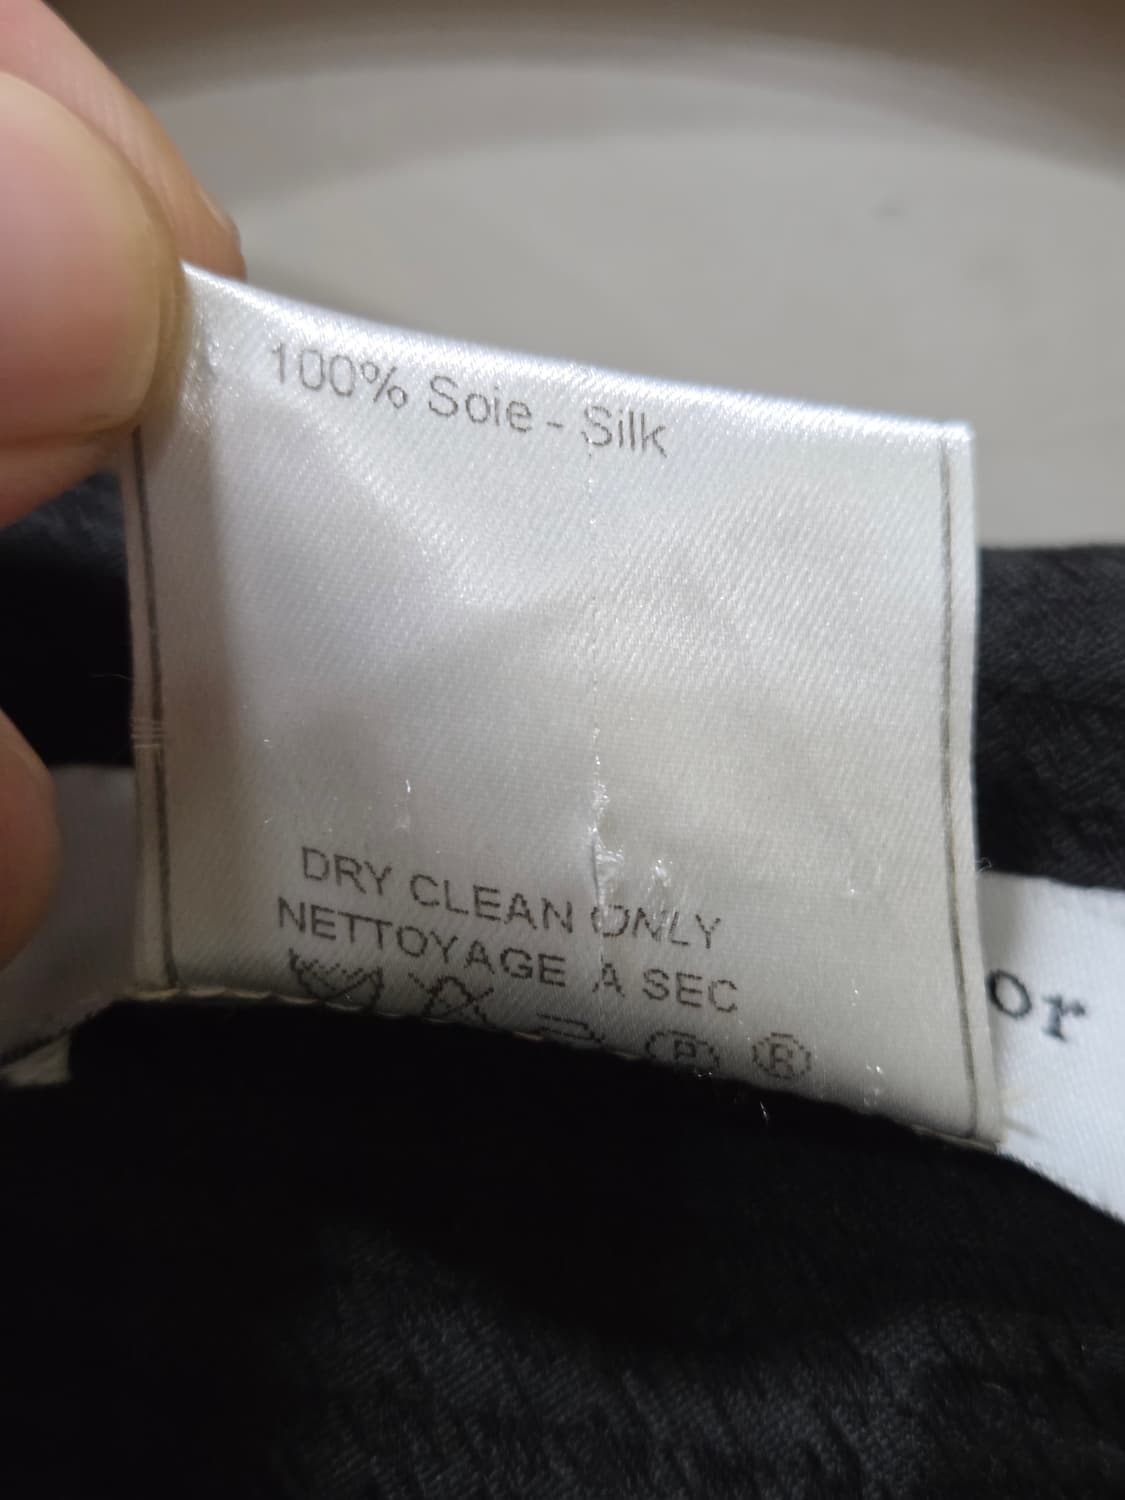 100% Soie - Silk
DRY CLEAN ONLY
NETTOYAGE A SEC
P R
or